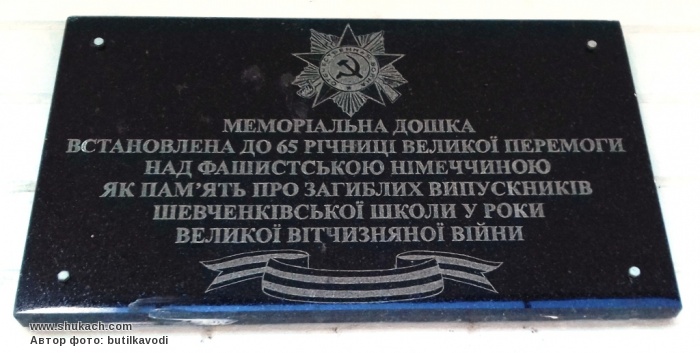 МЕМОРІАЛЬНА ДОШКА
ВСТАНОВЛЕНА ДО 65 РІЧНИЦІ ВЕЛИКОЇ ПЕРЕМОГИ
НАД ФАШИСТСЬКОЮ НІМЕЧЧИНОЮ
ЯК ПАМ'ЯТЬ ПРО ЗАГИБЛИХ ВИПУСКНИКІВ
ШЕВЧЕНКІВСЬКОЇ ШКОЛИ У РОКИ
ВЕЛИКОЇ ВІТЧИЗНЯНОЇ ВІЙНИ
www.shukach.com
Автор фото: butilkavodi